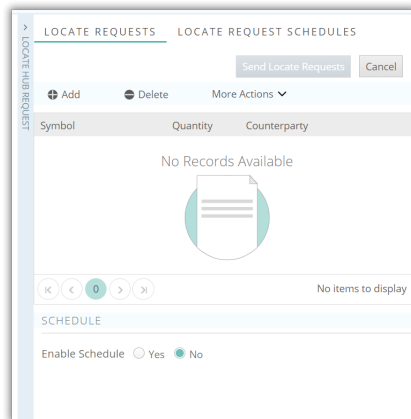 LOCATE HUB REQUEST
LOCATE REQUESTS LOCATE REQUEST SCHEDULES
Send Locate Requests Cancel
Add Delete More Actions
Symbol Quantity Counterparty
No Records Available
0 No items to display
SCHEDULE
Enable Schedule Yes No